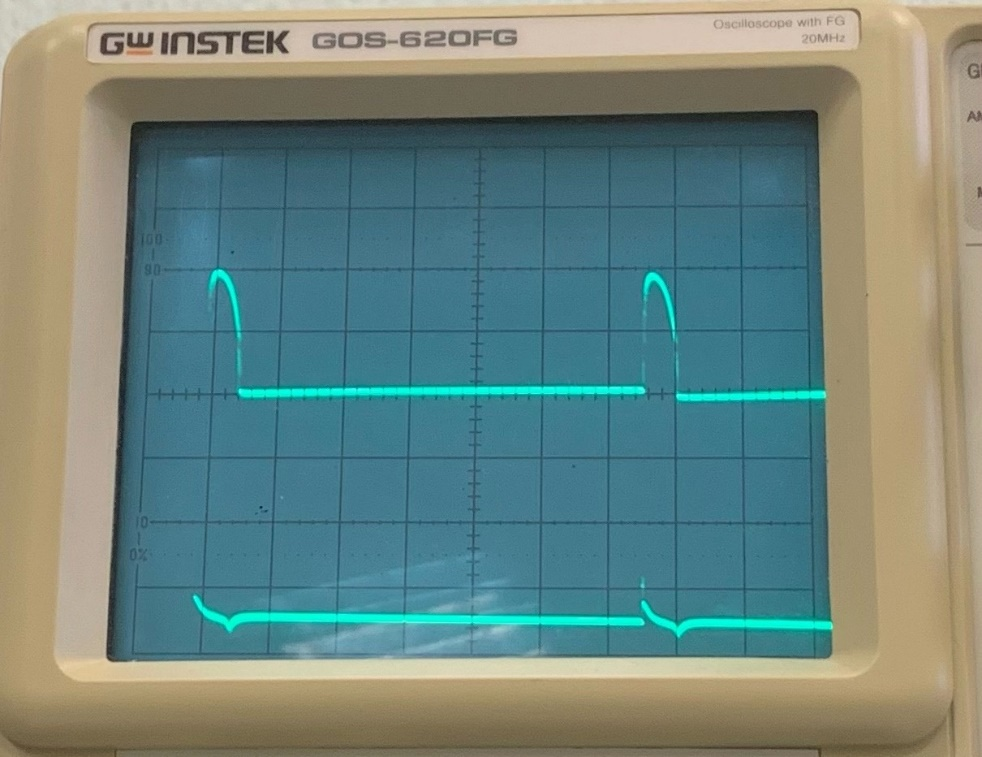 GW INSTEK GOS-620FG
Oscilloscope with FG
20MHz
100
90
10
0%